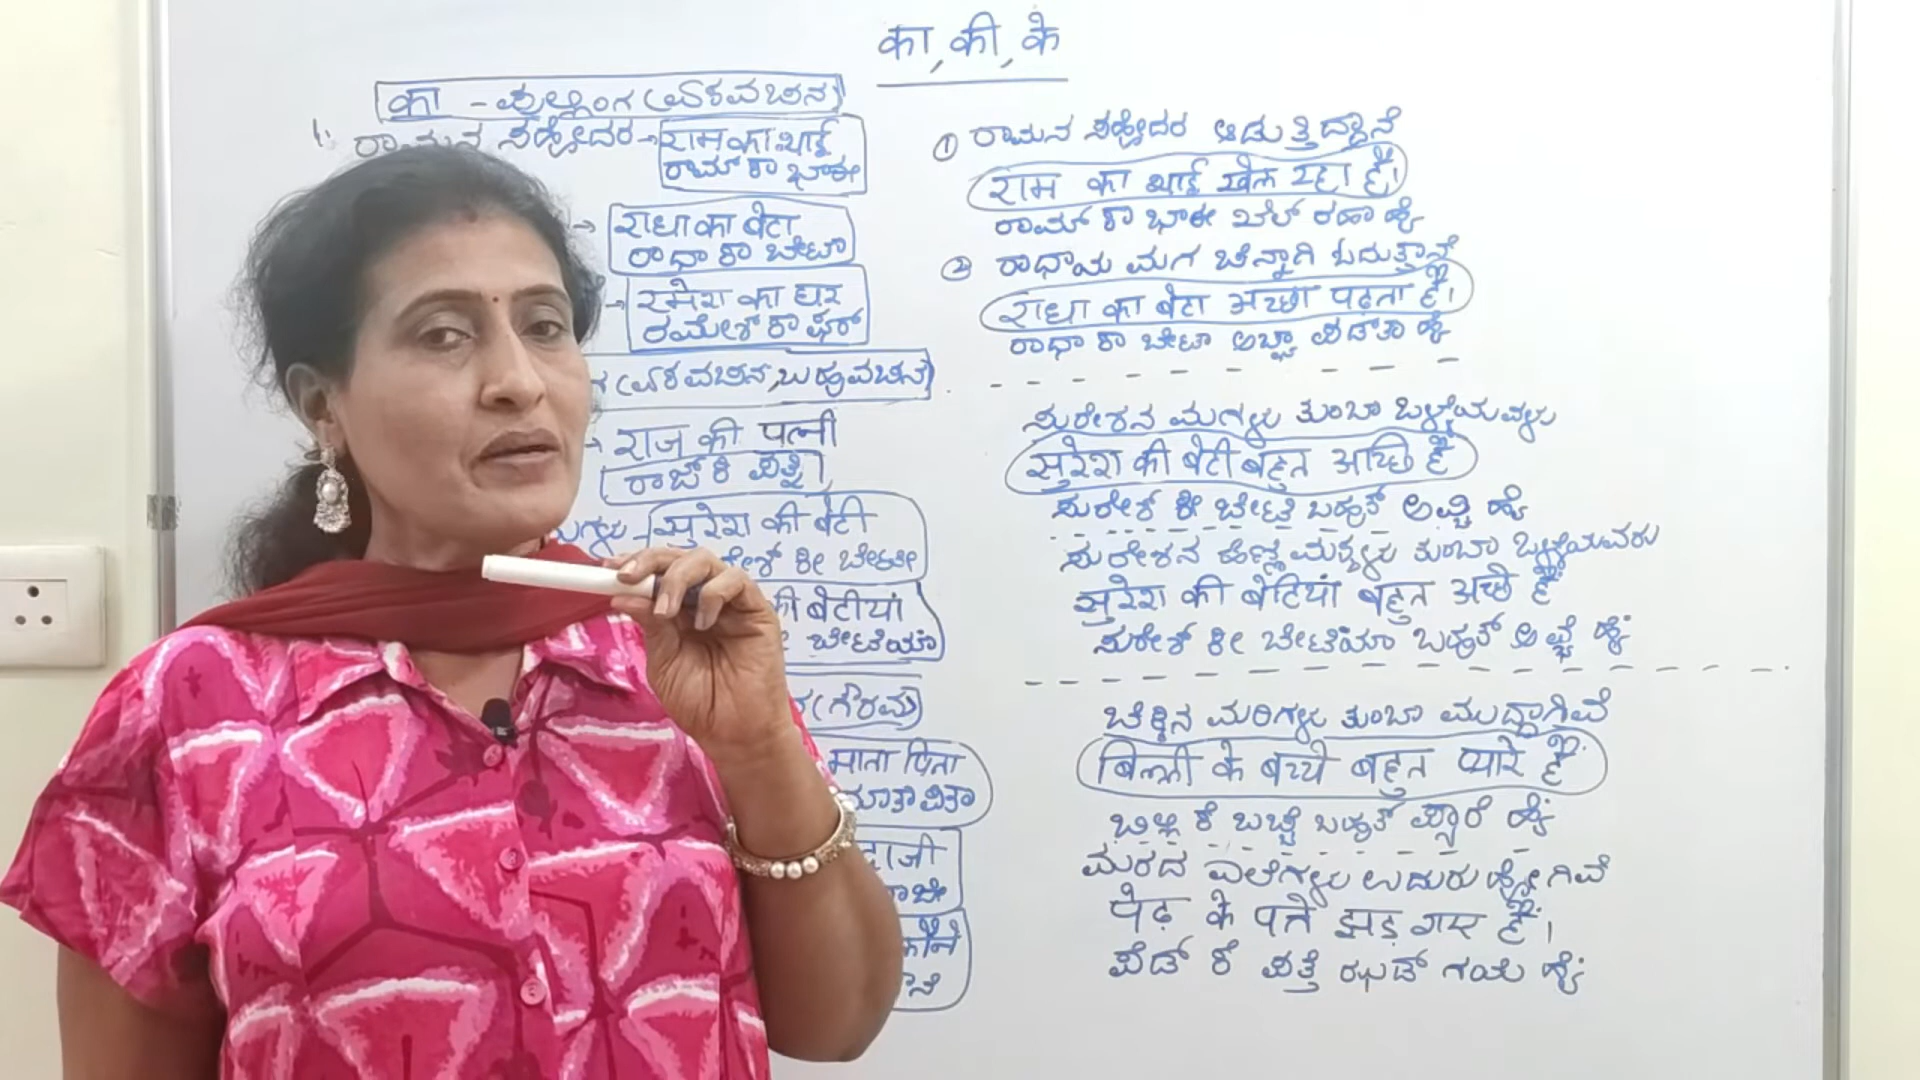 का, की, के
का - ಪುಲ್ಲಿಂಗ (ಏಕವಚನ)
1. ರಾಮನ ಸಹೋದರ → राम का भाई
ರಾಮ್ ಕಾ ಭಾಈ
→ राधा का बेटा
ರಾಧಾ ಕಾ ಬೇಟಾ
→ रमेश का घर
ರಮೇಶ್ ಕಾ ಘರ್
(ಏಕವಚನ, ಬಹುವಚನ)
→ राज की पत्नी
ರಾಜ್ ಕಿ ಪತ್ನಿ
सुरेश की बेटी
ಕೀ ಬೇಟೀ
की बेटीयां
ಬೇಟಿಯಾಂ
(ಗೌರವ)
माता पिता
ಮಾತಾ ಪಿತಾ
① ರಾಮನ ಸಹೋದರ ಆಡುತ್ತಿದ್ದಾನೆ
राम का भाई खेल रहा है।
ರಾಮ್ ಕಾ ಭಾಈ ಖೇಲ್ ರಹಾ ಹೈ
② ರಾಧಾಳ ಮಗ ಚೆನ್ನಾಗಿ ಓದುತ್ತಾನೆ
राधा का बेटा अच्छा पढ़ता है।
ರಾಧಾ ಕಾ ಬೇಟಾ ಅಚ್ಛಾ ಪಡ್ತಾ ಹೈ
ಸುರೇಶನ ಮಗಳು ತುಂಬಾ ಒಳ್ಳೆಯವಳು
सुरेश की बेटी बहुत अच्छि है
ಸುರೇಶ್ ಕೀ ಬೇಟಿ ಬಹುತ್ ಅಚ್ಛಿ ಹೈ
ಸುರೇಶನ ಹೆಣ್ಣುಮಕ್ಕಳು ತುಂಬಾ ಒಳ್ಳೆಯವರು
सुरेश की बेटियां बहुत अच्छे हैं
ಸುರೇಶ್ ಕೀ ಬೇಟಿಯಾಂ ಬಹುತ್ ಅಚ್ಛೆ ಹೈಂ
ಬೆಕ್ಕಿನ ಮರಿಗಳು ತುಂಬಾ ಮುದ್ದಾಗಿವೆ
बिल्ली के बच्चे बहुत प्यारे हैं
ಬಿಲ್ಲಿ ಕೆ ಬಚ್ಚೆ ಬಹುತ್ ಪ್ಯಾರೆ ಹೈಂ
ಮರದ ಎಲೆಗಳು ಉದುರು ಹೋಗಿವೆ
पेढ़ के पत्ते झड़ गए हैं।
ಪೆಡ್ ಕೆ ಪತ್ತೆ ಝಡ್ ಗಯೆ ಹೈಂ